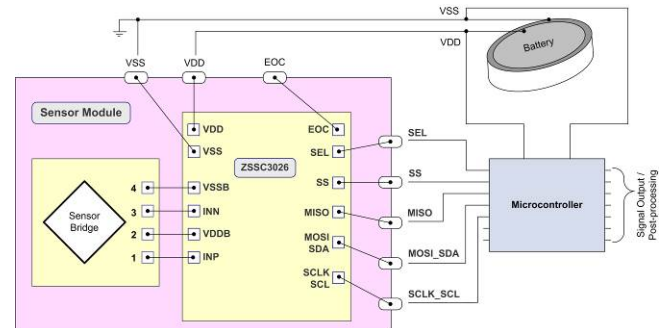 VSS
VDD
Battery
VSS
VDD
EOC
Sensor Module
VDD
VSS
EOC
SEL
SEL
ZSSC3026
SS
SS
Microcontroller
Signal Output /
Post-processing
4
VSSB
3
INN
MISO
MISO
Sensor
Bridge
2
VDDB
MOSI
SDA
MOSI_SDA
1
INP
SCLK
SCL
SCLK_SCL